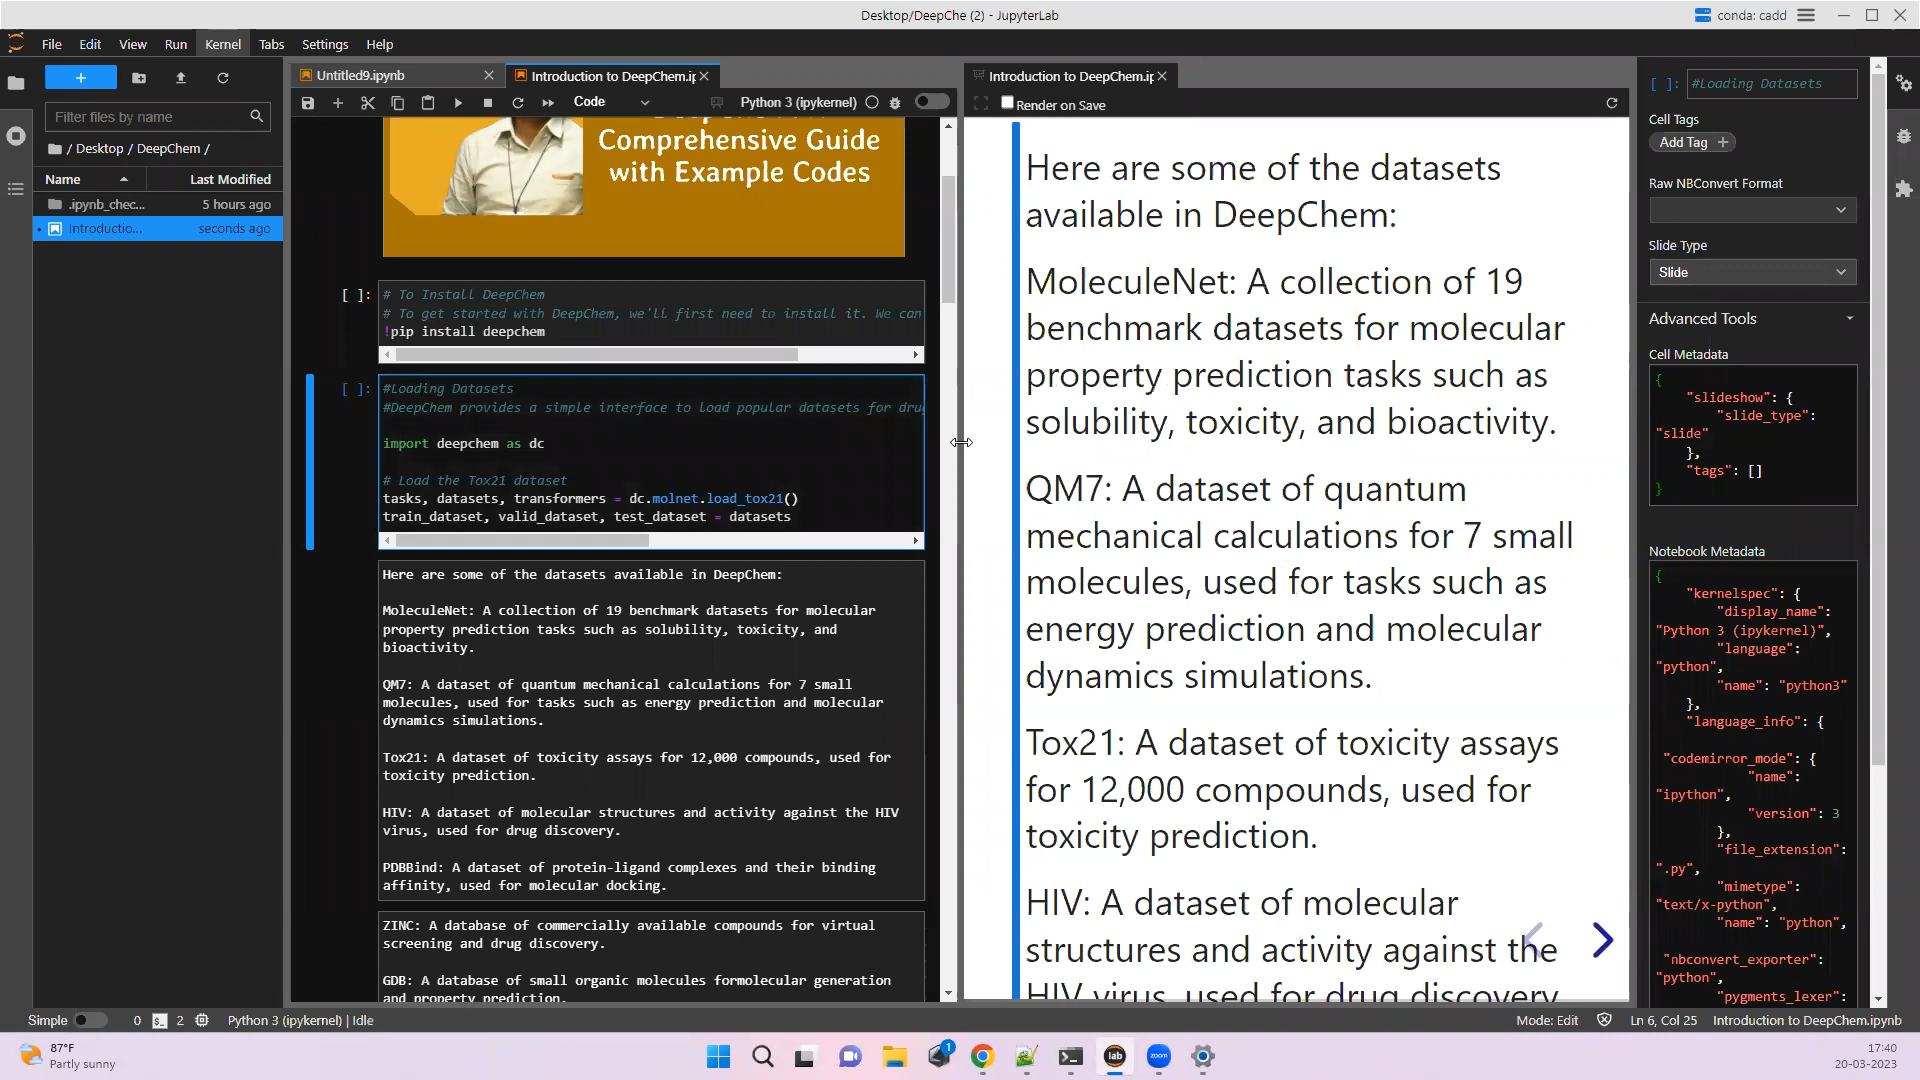 Desktop/DeepChe (2) - JupyterLab
conda: cadd
File Edit View Run Kernel Tabs Settings Help
+
Filter files by name
/ Desktop / DeepChem /
Name Last Modified
.ipynb_chec... 5 hours ago
Introductio... seconds ago
Untitled9.ipynb
Introduction to DeepChem.ip
Code
Python 3 (ipykernel)
Comprehensive Guide
with Example Codes
[ ]:
# To Install DeepChem
# To get started with DeepChem, we'll first need to install it. We can
!pip install deepchem
[ ]:
#Loading Datasets
#DeepChem provides a simple interface to load popular datasets for drug
import deepchem as dc
# Load the Tox21 dataset
tasks, datasets, transformers = dc.molnet.load_tox21()
train_dataset, valid_dataset, test_dataset = datasets
Here are some of the datasets available in DeepChem:
MoleculeNet: A collection of 19 benchmark datasets for molecular
property prediction tasks such as solubility, toxicity, and
bioactivity.
QM7: A dataset of quantum mechanical calculations for 7 small
molecules, used for tasks such as energy prediction and molecular
dynamics simulations.
Tox21: A dataset of toxicity assays for 12,000 compounds, used for
toxicity prediction.
HIV: A dataset of molecular structures and activity against the HIV
virus, used for drug discovery.
PDBBind: A dataset of protein-ligand complexes and their binding
affinity, used for molecular docking.
ZINC: A database of commercially available compounds for virtual
screening and drug discovery.
GDB: A database of small organic molecules formolecular generation
and property prediction.
Introduction to DeepChem.ip
Render on Save
Here are some of the datasets
available in DeepChem:
MoleculeNet: A collection of 19
benchmark datasets for molecular
property prediction tasks such as
solubility, toxicity, and bioactivity.
QM7: A dataset of quantum
mechanical calculations for 7 small
molecules, used for tasks such as
energy prediction and molecular
dynamics simulations.
Tox21: A dataset of toxicity assays
for 12,000 compounds, used for
toxicity prediction.
HIV: A dataset of molecular
structures and activity against the
HIV virus, used for drug discovery
[ ]: #Loading Datasets
Cell Tags
Add Tag +
Raw NBConvert Format
Slide Type
Slide
Advanced Tools
Cell Metadata
{
"slideshow": {
"slide_type":
"slide"
},
"tags": []
}
Notebook Metadata
{
"kernelspec": {
"display_name":
"Python 3 (ipykernel)",
"language":
"python",
"name": "python3"
},
"language_info": {
"codemirror_mode": {
"name":
"ipython",
"version": 3
},
"file_extension":
".py",
"mimetype":
"text/x-python",
"name": "python",
"nbconvert_exporter":
"python",
"pygments_lexer":
Simple 0 2 Python 3 (ipykernel) | Idle
Mode: Edit Ln 6, Col 25 Introduction to DeepChem.ipynb
87°F
Partly sunny
1
lab
zoom
17:40
20-03-2023